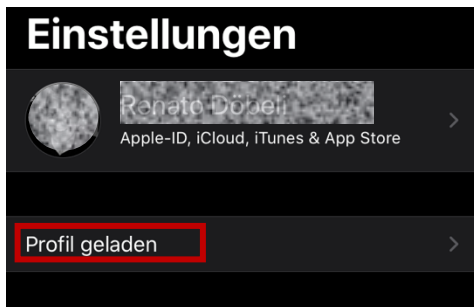 Einstellungen
Apple-ID, iCloud, iTunes & App Store
Profil geladen